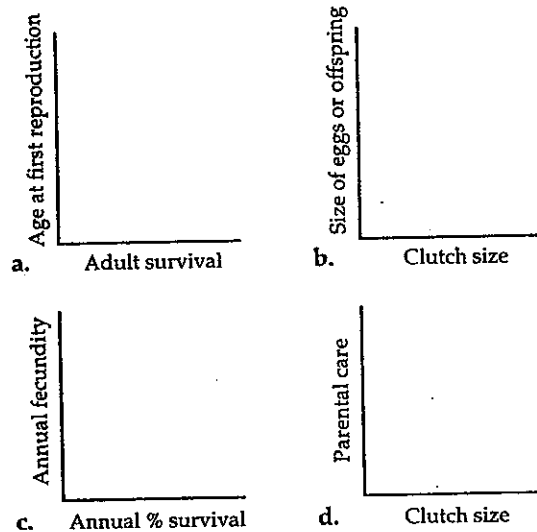 Age at first reproduction
a. Adult survival
Size of eggs or offspring
b. Clutch size
Annual fecundity
c. Annual % survival
Parental care
d. Clutch size